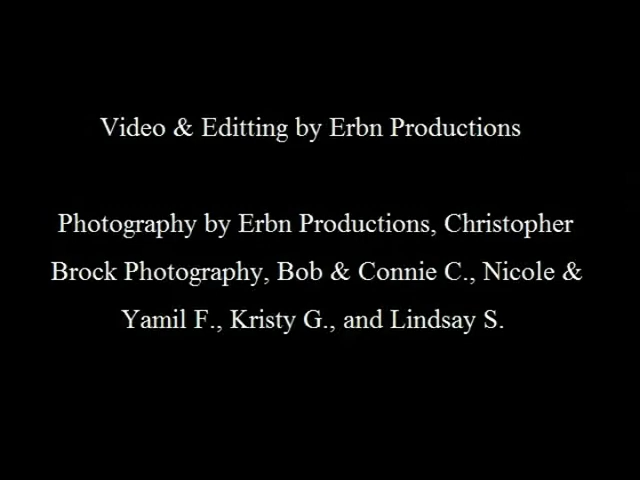 Video & Editting by Erbn Productions
Photography by Erbn Productions, Christopher
Brock Photography, Bob & Connie C., Nicole &
Yamil F., Kristy G., and Lindsay S.